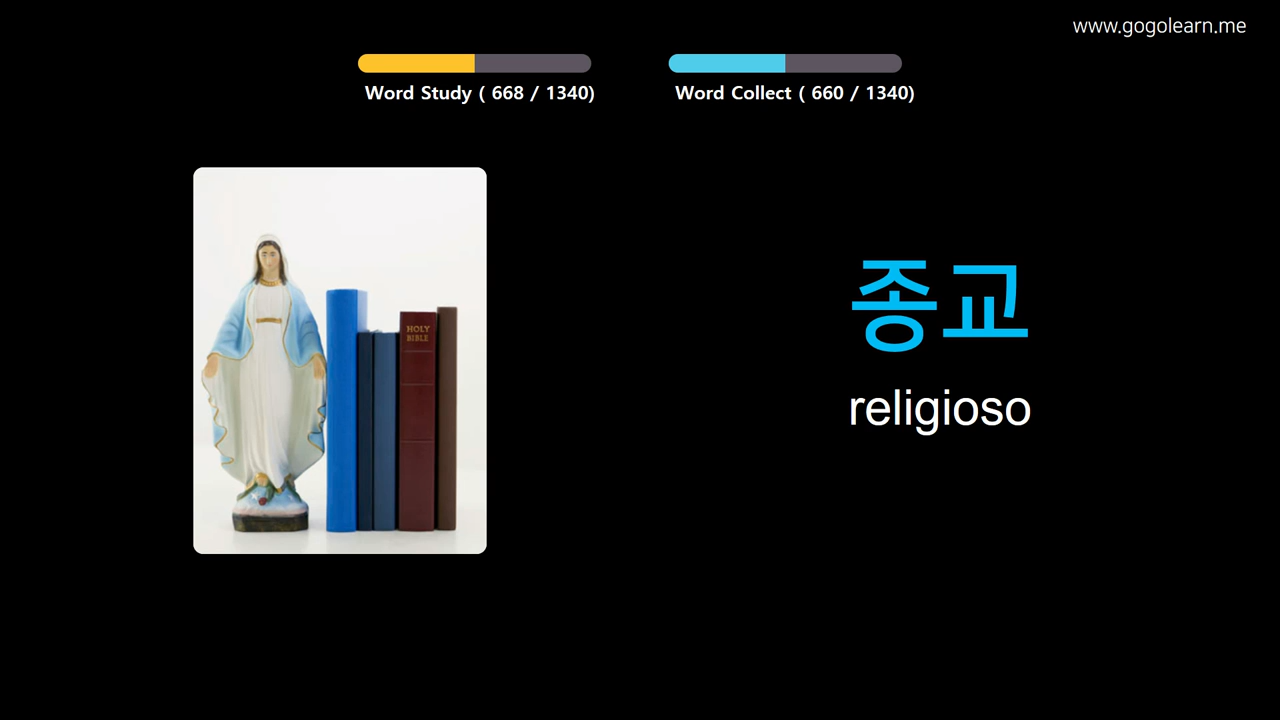 www.gogolearn.me
Word Study ( 668 / 1340)
Word Collect ( 660 / 1340)
HOLY
BIBLE
종교
religioso